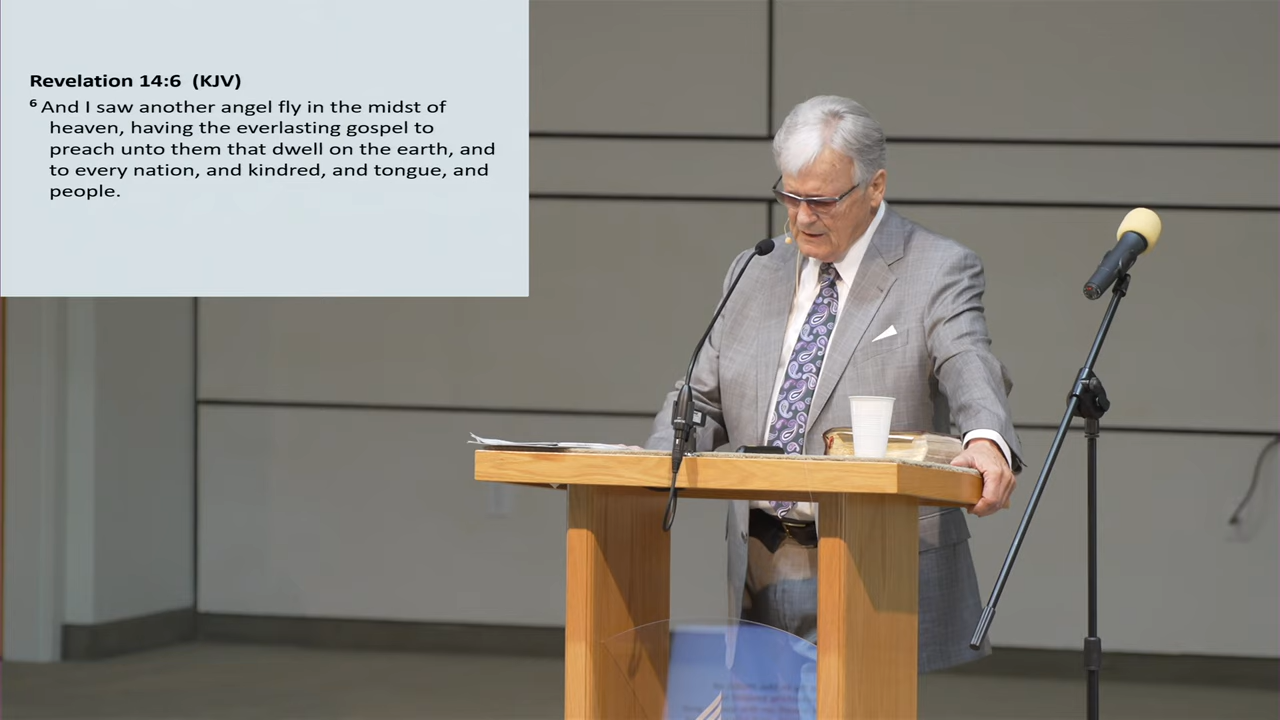 Revelation 14:6 (KJV)
6 And I saw another angel fly in the midst of
heaven, having the everlasting gospel to
preach unto them that dwell on the earth, and
to every nation, and kindred, and tongue, and
people.